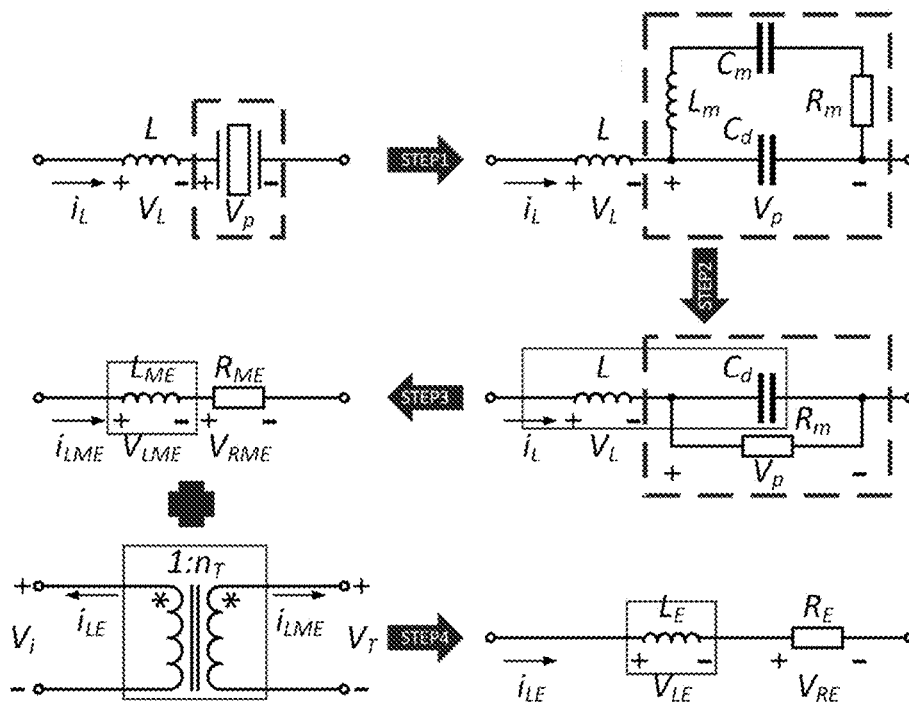 L
V_L
i_L
V_p
+ - + -
STEP1
C_m
L_m
R_m
L
C_d
+ - + -
i_L
V_L
V_p
STEP2
L_ME
R_ME
+ - + -
i_LME
V_LME
V_RME
STEP3
L
C_d
R_m
+ - + -
i_L
V_L
V_p
1:n_T
+ * * +
i_LE
i_LME
V_i
V_T
- -
STEP4
L_E
R_E
+ - + -
i_LE
V_LE
V_RE